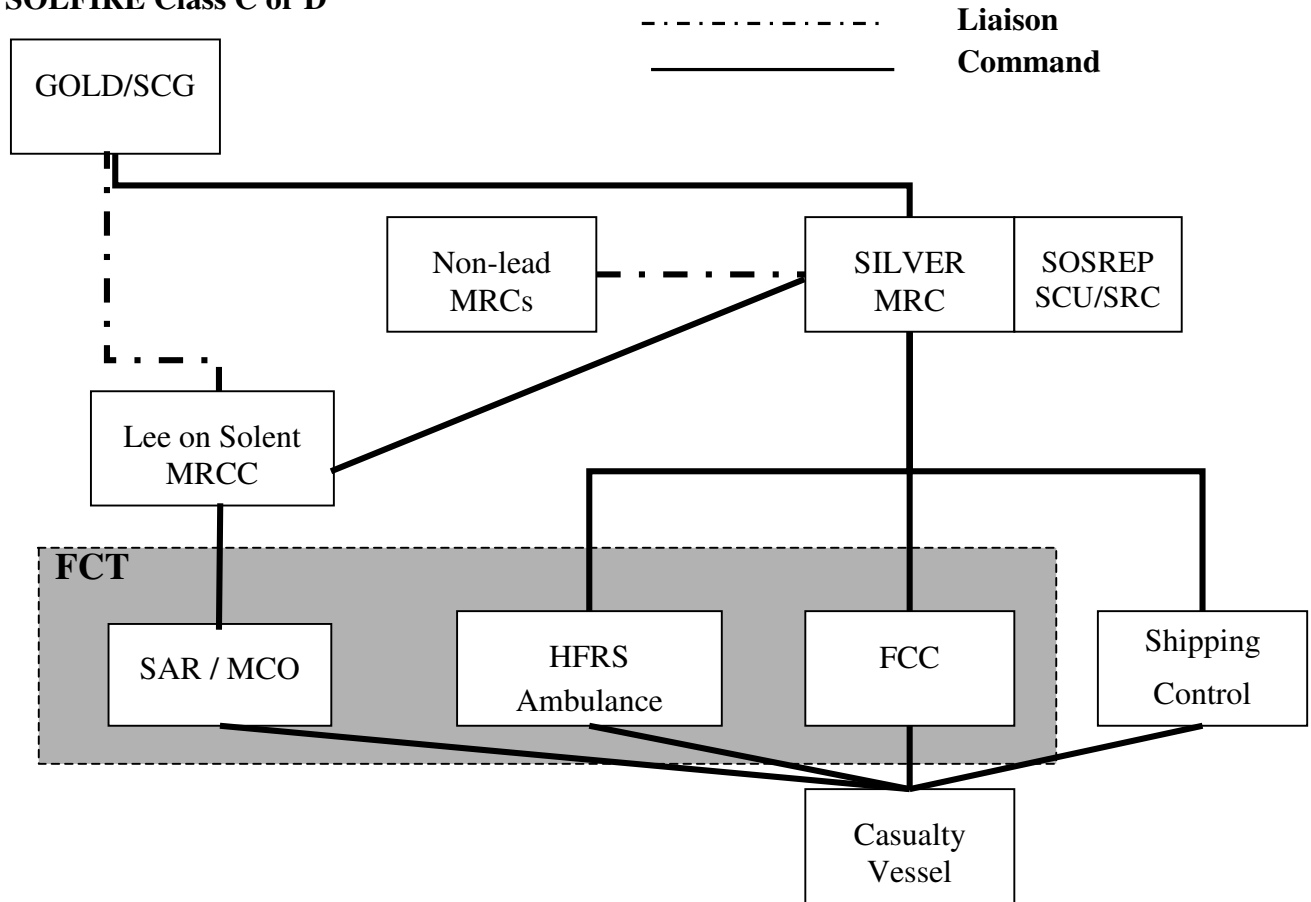 SOLFIRE Class C or D
Liaison
Command
GOLD/SCG
Non-lead
MRCs
SILVER
MRC
SOSREP
SCU/SRC
Lee on Solent
MRCC
FCT
SAR / MCO
HFRS
Ambulance
FCC
Shipping
Control
Casualty
Vessel